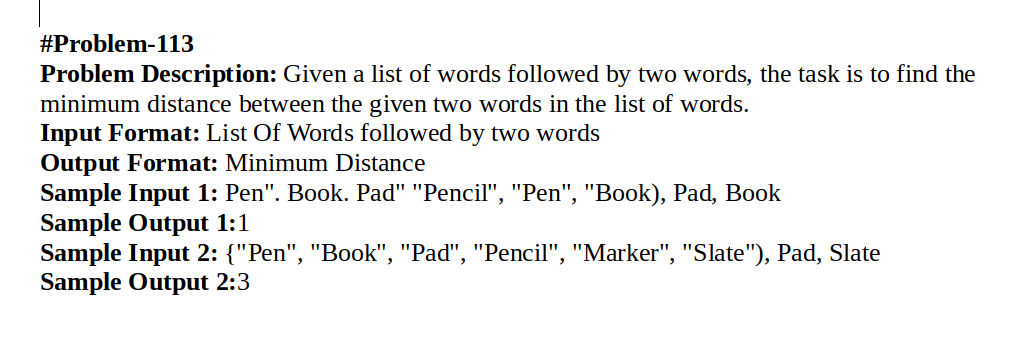 #Problem-113
Problem Description: Given a list of words followed by two words, the task is to find the
minimum distance between the given two words in the list of words.
Input Format: List Of Words followed by two words
Output Format: Minimum Distance
Sample Input 1: Pen". Book. Pad" "Pencil", "Pen", "Book), Pad, Book
Sample Output 1:1
Sample Input 2: {"Pen", "Book", "Pad", "Pencil", "Marker", "Slate"), Pad, Slate
Sample Output 2:3